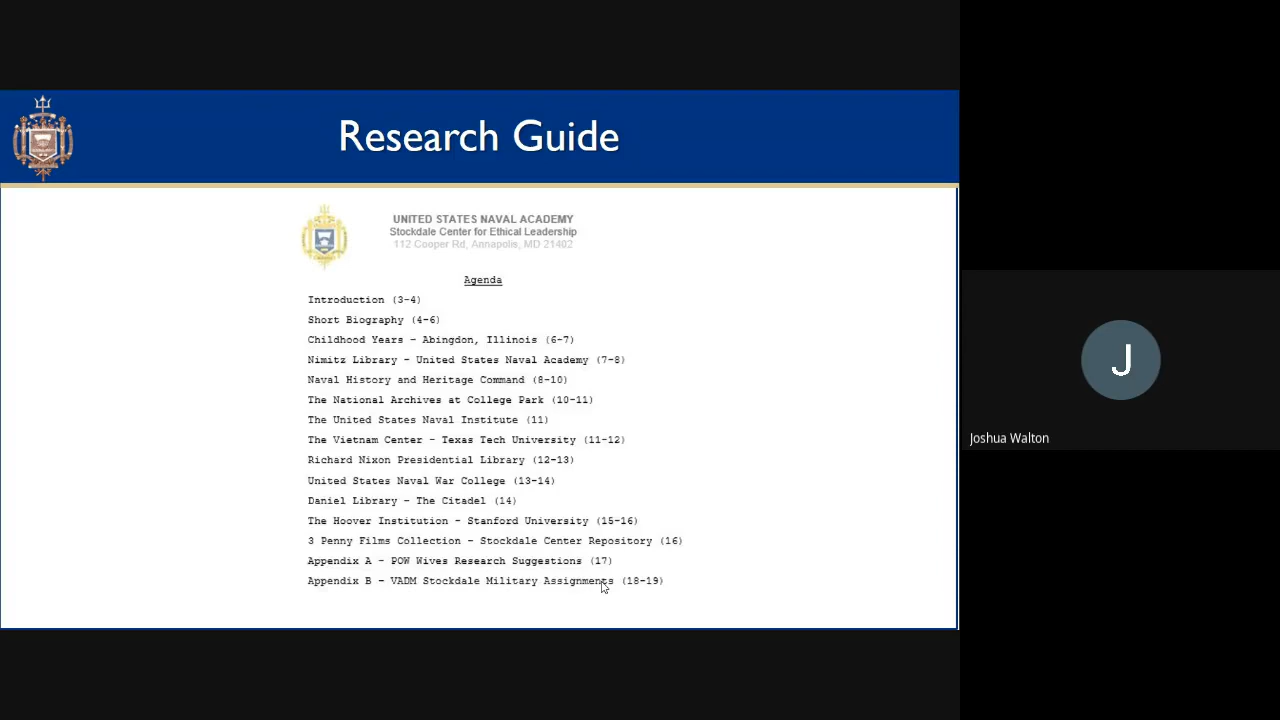 Research Guide
UNITED STATES NAVAL ACADEMY
Stockdale Center for Ethical Leadership
112 Cooper Rd, Annapolis, MD 21402
Agenda
Introduction (3-4)
Short Biography (4-6)
Childhood Years - Abingdon, Illinois (6-7)
Nimitz Library - United States Naval Academy (7-8)
Naval History and Heritage Command (8-10)
The National Archives at College Park (10-11)
The United States Naval Institute (11)
The Vietnam Center - Texas Tech University (11-12)
Richard Nixon Presidential Library (12-13)
United States Naval War College (13-14)
Daniel Library - The Citadel (14)
The Hoover Institution - Stanford University (15-16)
3 Penny Films Collection - Stockdale Center Repository (16)
Appendix A - POW Wives Research Suggestions (17)
Appendix B - VADM Stockdale Military Assignments (18-19)
J
Joshua Walton